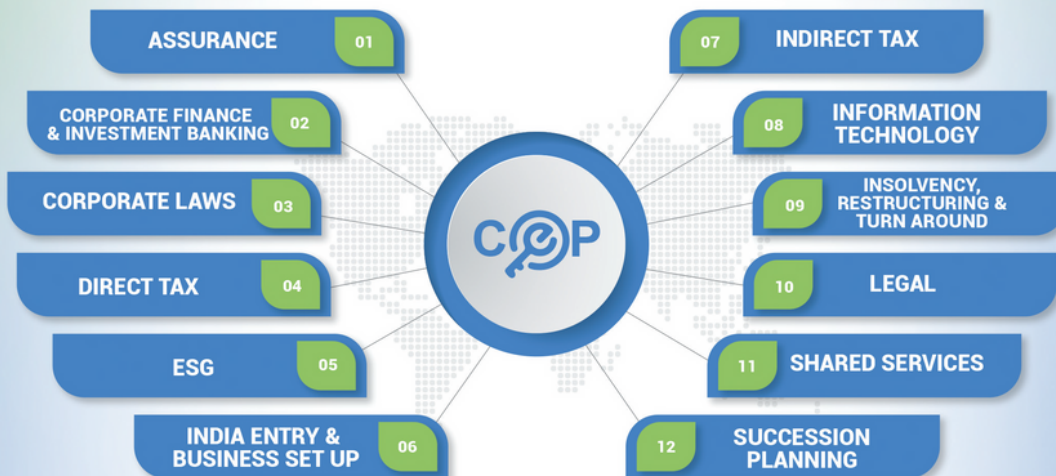 ASSURANCE
01
CORPORATE FINANCE
& INVESTMENT BANKING
02
CORPORATE LAWS
03
DIRECT TAX
04
ESG
05
INDIA ENTRY &
BUSINESS SET UP
06
CeP
07
INDIRECT TAX
08
INFORMATION
TECHNOLOGY
09
INSOLVENCY,
RESTRUCTURING &
TURN AROUND
10
LEGAL
11
SHARED SERVICES
12
SUCCESSION
PLANNING